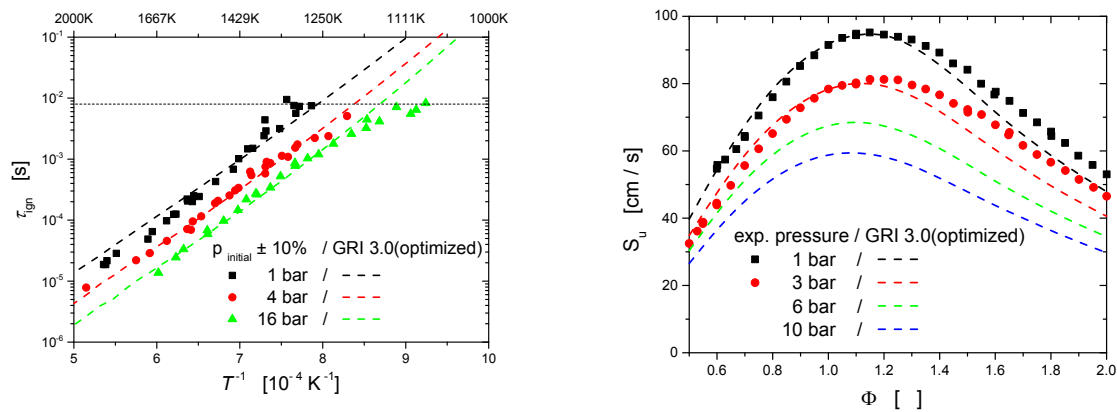 2000K 1667K 1429K 1250K 1111K 1000K
10⁻¹
10⁻²
10⁻³
10⁻⁴
10⁻⁵
10⁻⁶
τign [s]
p initial ± 10% / GRI 3.0(optimized)
1 bar /
4 bar /
16 bar /
5 6 7 8 9 10
T⁻¹ [10⁻⁴ K⁻¹]
100
80
60
40
20
0
Su [cm / s]
exp. pressure / GRI 3.0(optimized)
1 bar /
3 bar /
6 bar /
10 bar /
0.6 0.8 1.0 1.2 1.4 1.6 1.8 2.0
Φ [ ]